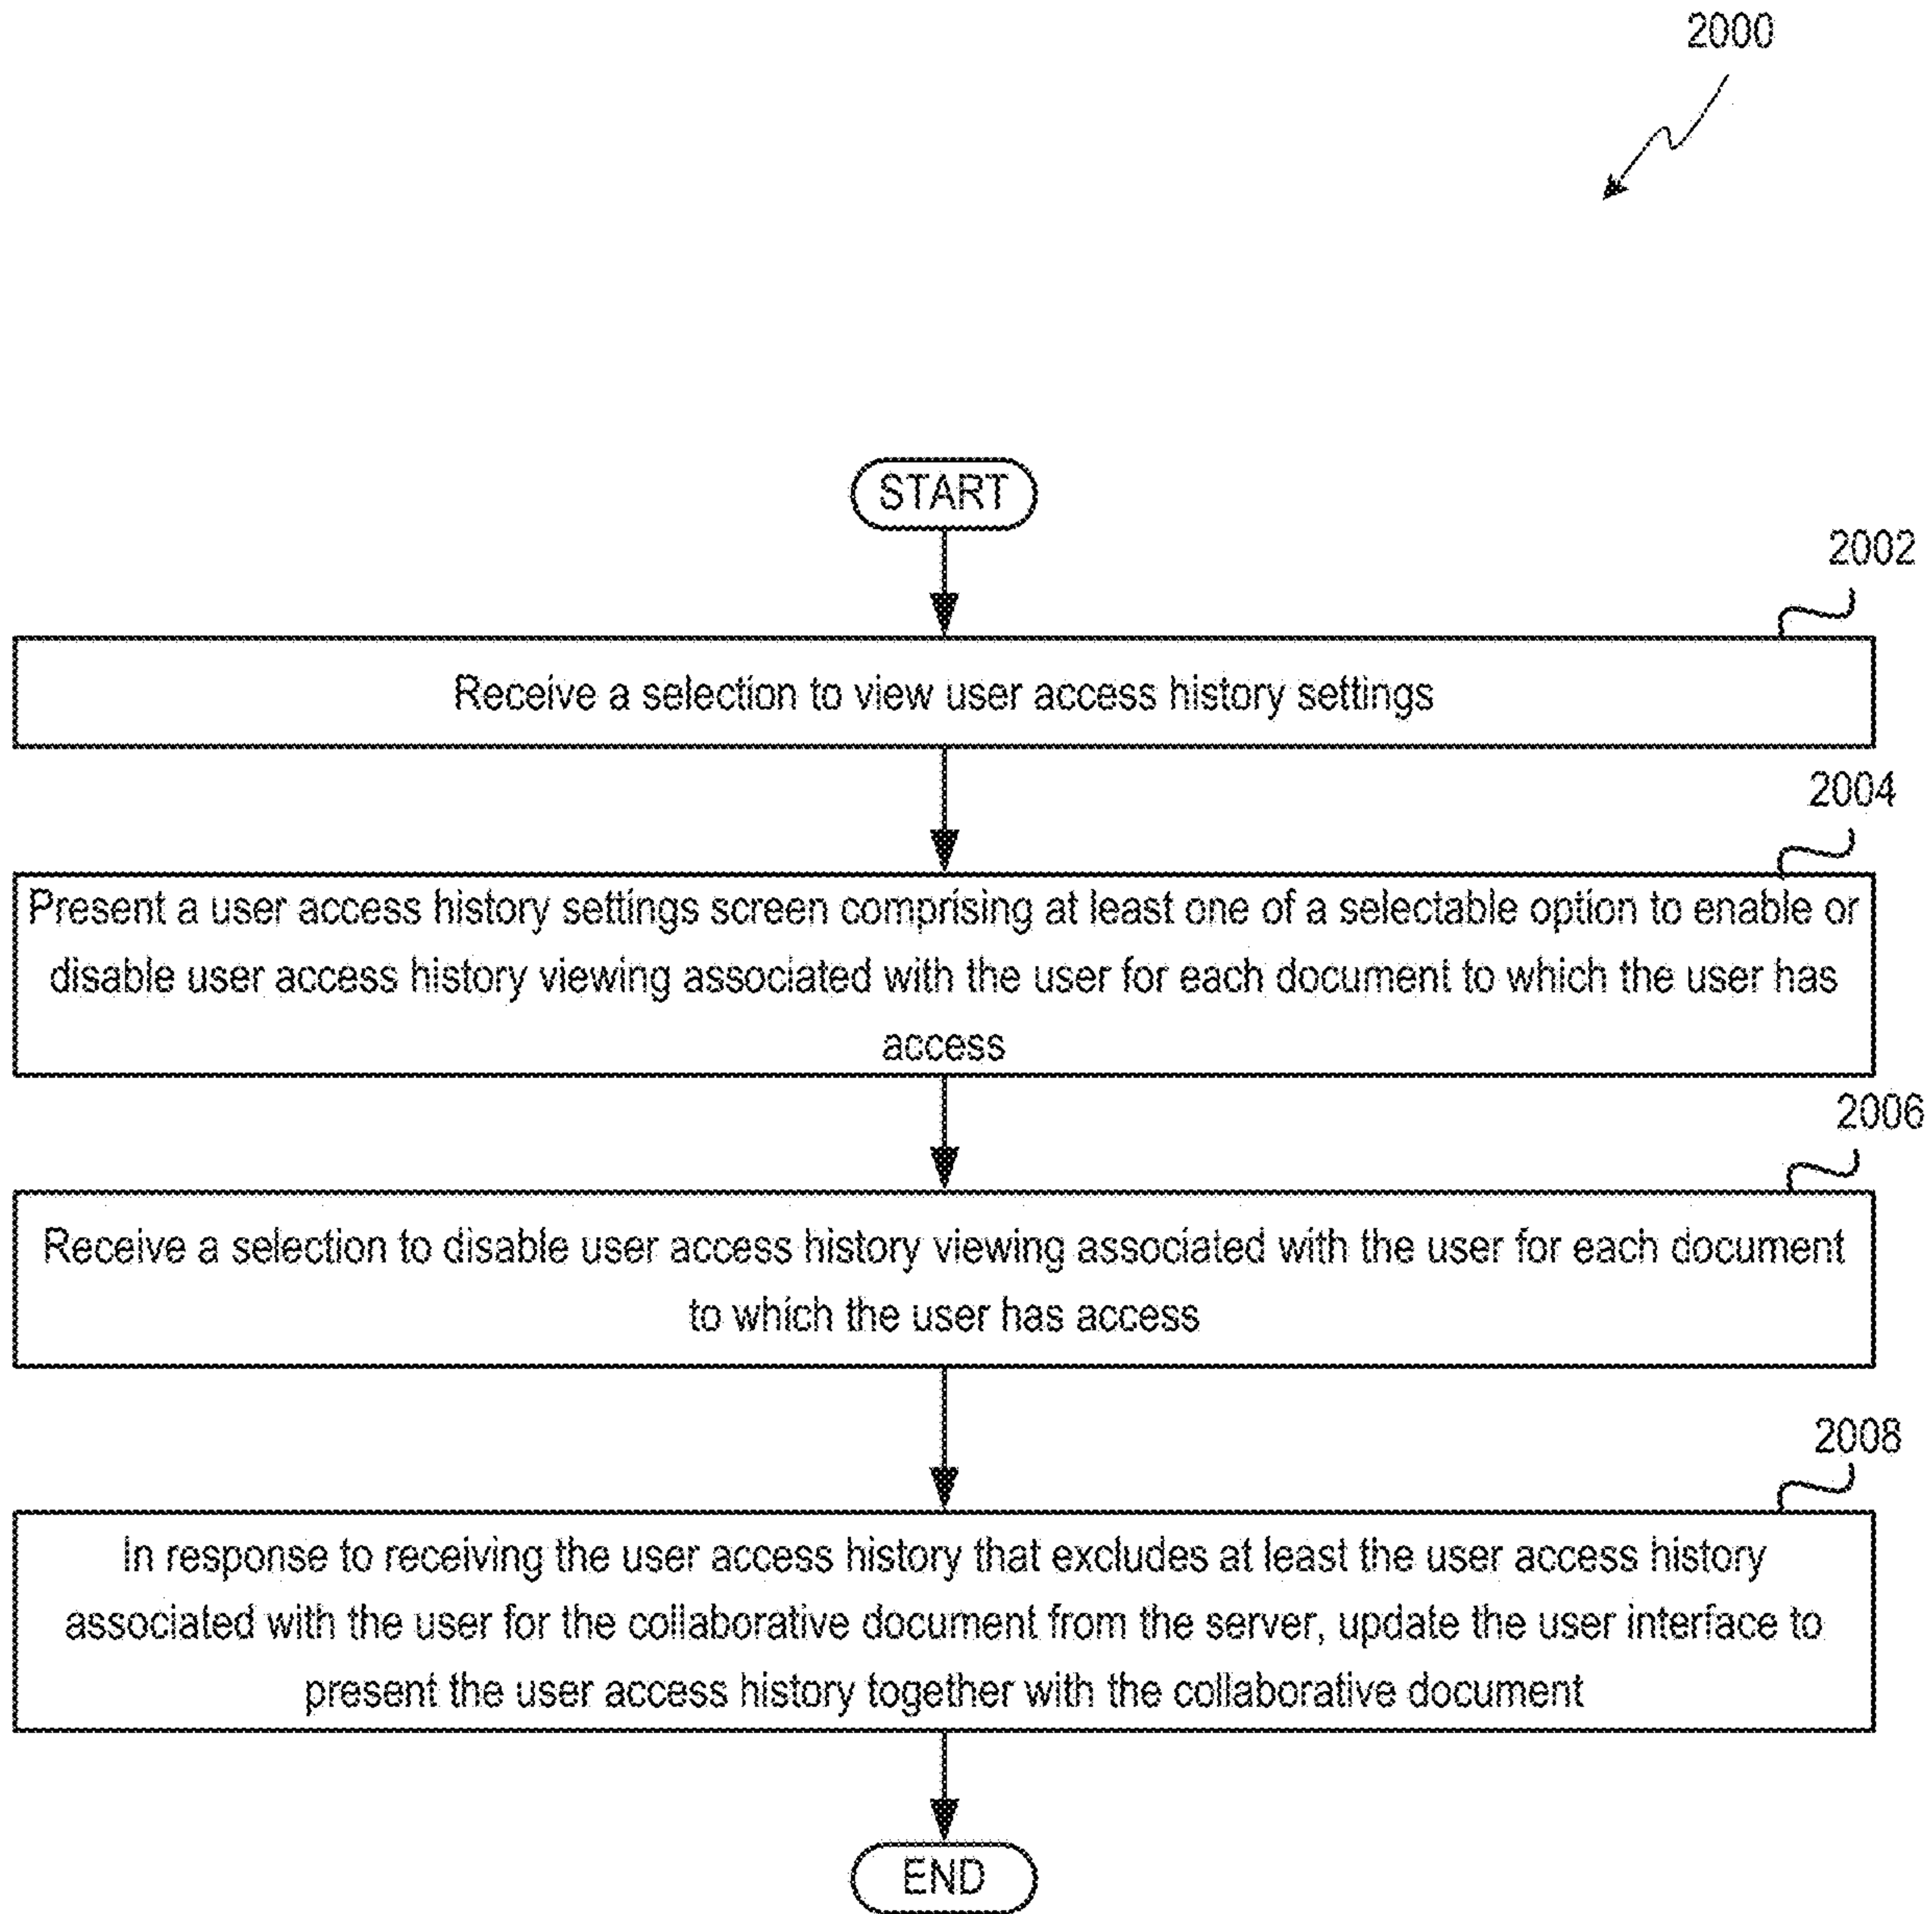 2000
START
2002
Receive a selection to view user access history settings
2004
Present a user access history settings screen comprising at least one of a selectable option to enable or
disable user access history viewing associated with the user for each document to which the user has
access
2006
Receive a selection to disable user access history viewing associated with the user for each document
to which the user has access
2008
In response to receiving the user access history that excludes at least the user access history
associated with the user for the collaborative document from the server, update the user interface to
present the user access history together with the collaborative document
END